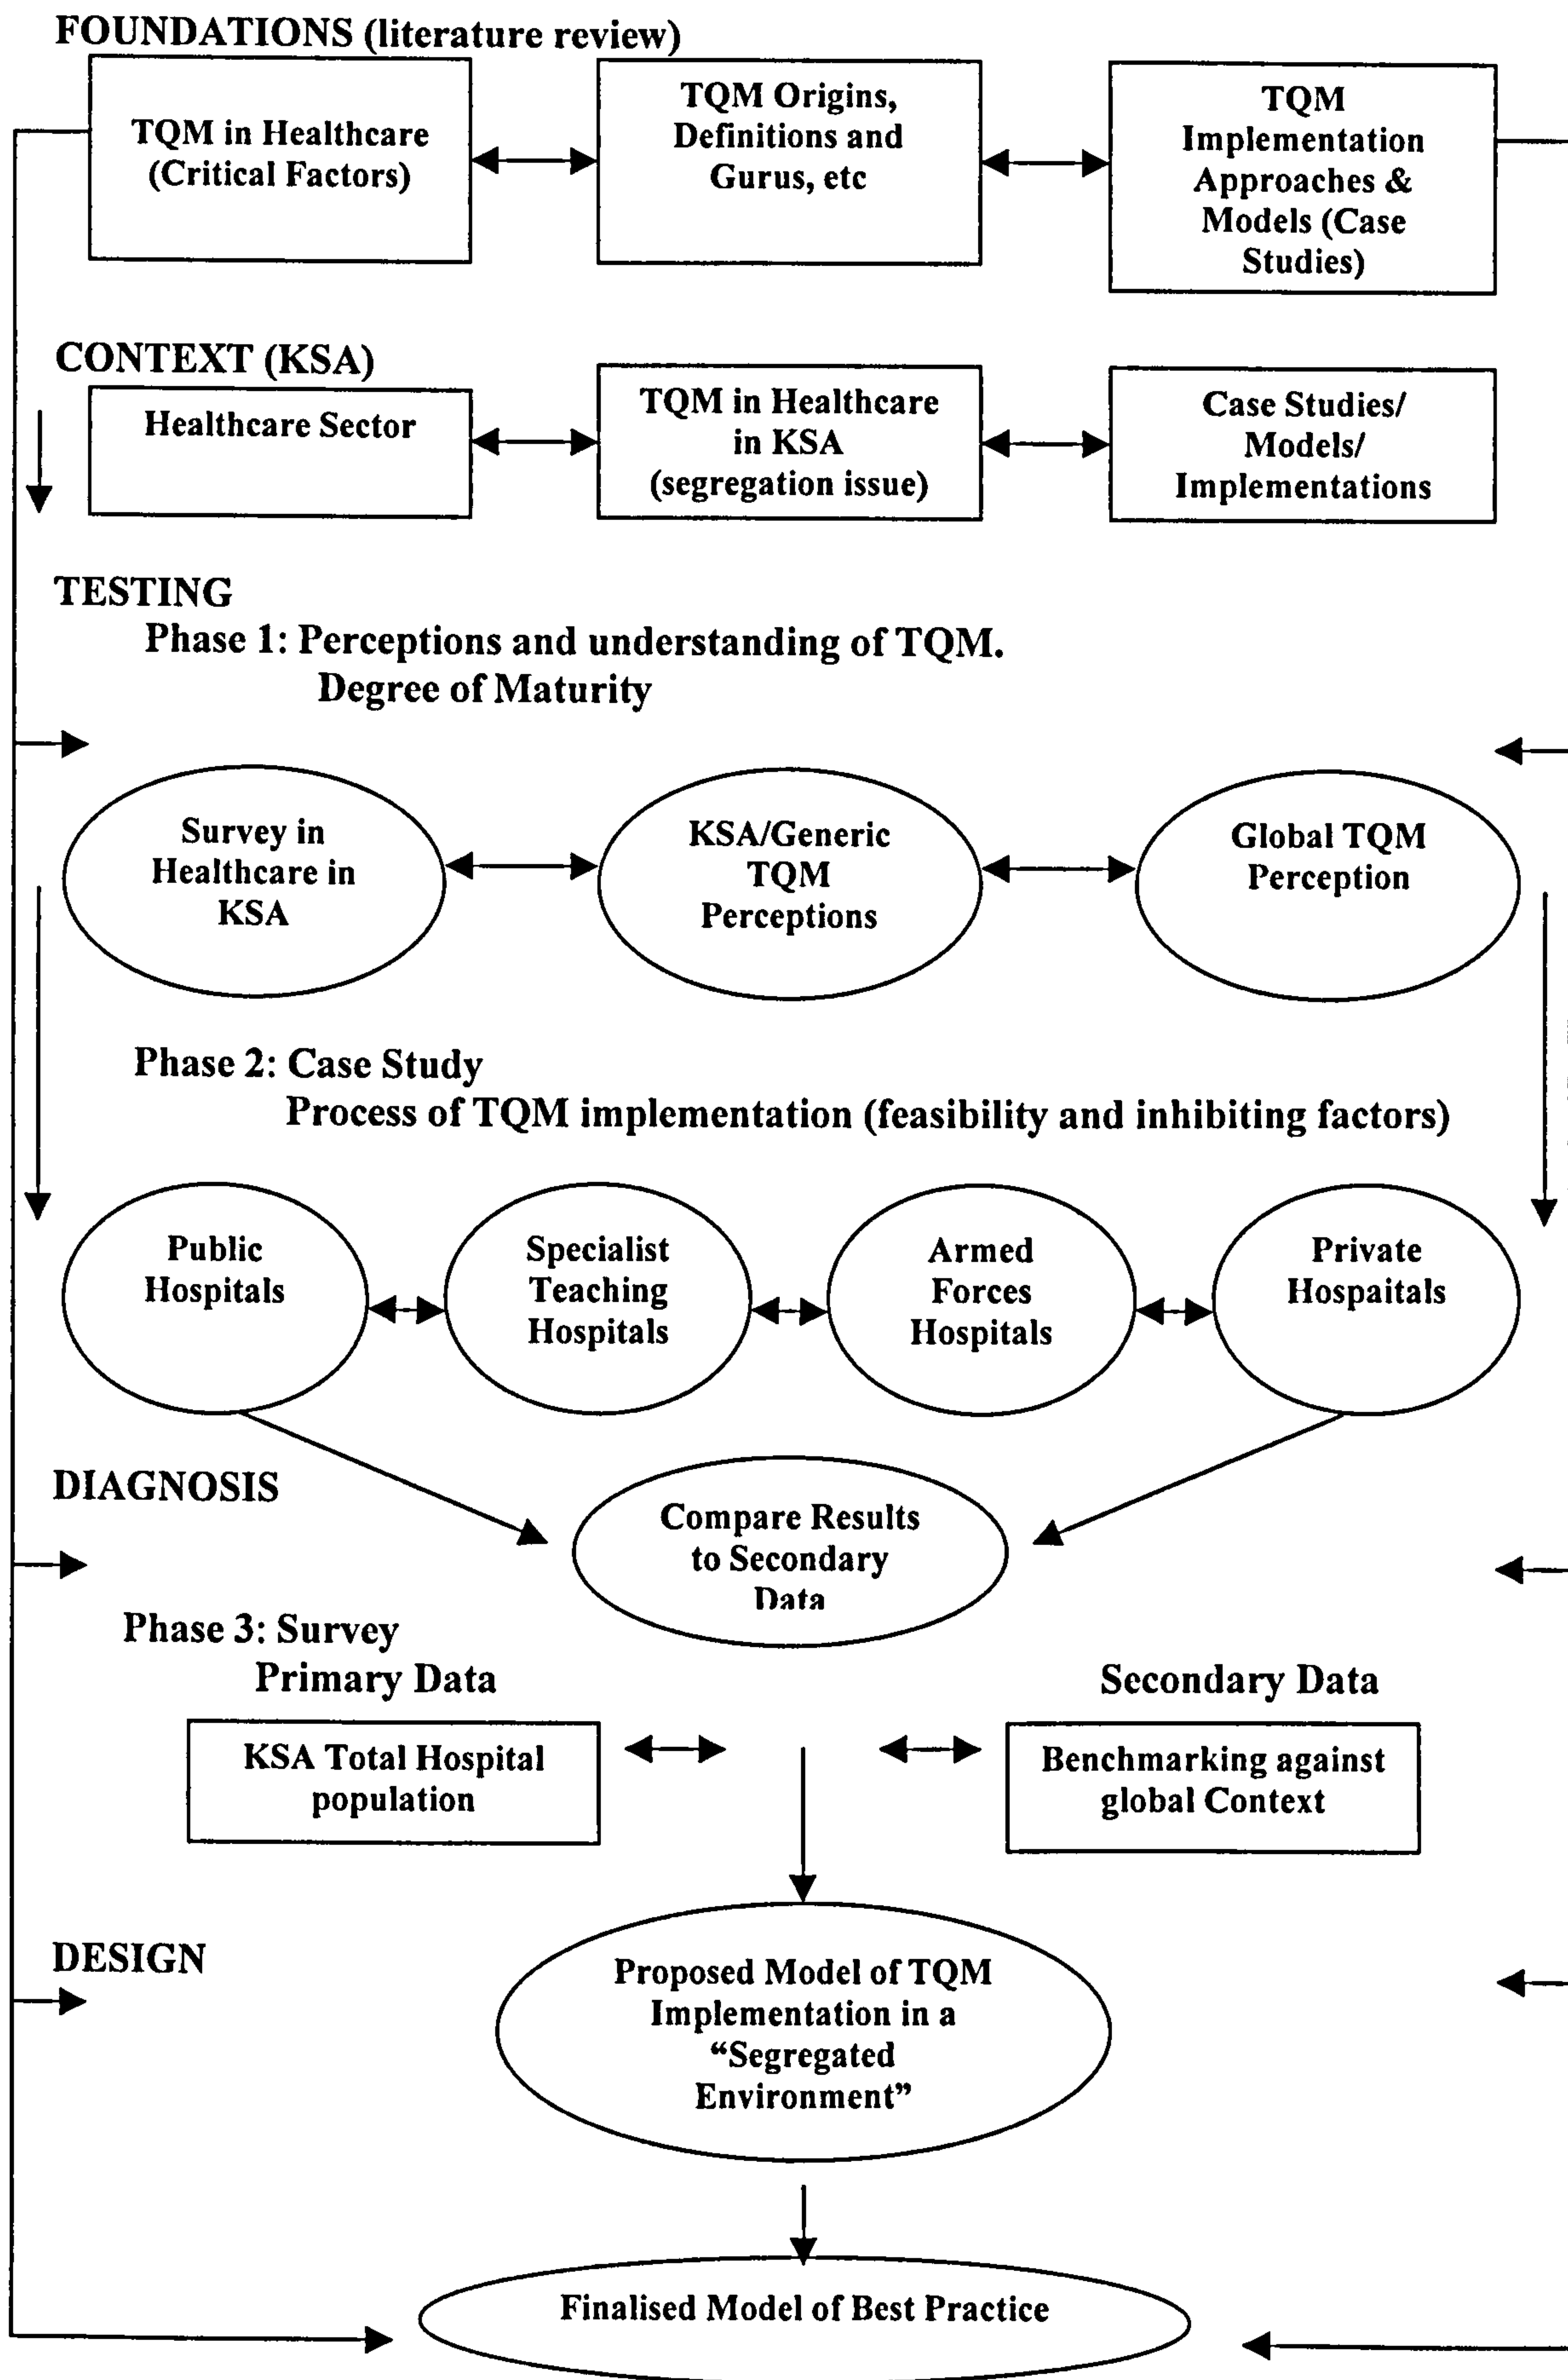 FOUNDATIONS (literature review)
TQM in Healthcare
(Critical Factors)
TQM Origins,
Definitions and
Gurus, etc
TQM
Implementation
Approaches &
Models (Case
Studies)
CONTEXT (KSA)
Healthcare Sector
TQM in Healthcare
in KSA
(segregation issue)
Case Studies/
Models/
Implementations
TESTING
Phase 1: Perceptions and understanding of TQM.
Degree of Maturity
Survey in
Healthcare in
KSA
KSA/Generic
TQM
Perceptions
Global TQM
Perception
Phase 2: Case Study
Process of TQM implementation (feasibility and inhibiting factors)
Public
Hospitals
Specialist
Teaching
Hospitals
Armed
Forces
Hospitals
Private
Hospaitals
DIAGNOSIS
Compare Results
to Secondary
Data
Phase 3: Survey
Primary Data
Secondary Data
KSA Total Hospital
population
Benchmarking against
global Context
DESIGN
Proposed Model of TQM
Implementation in a
“Segregated
Environment”
Finalised Model of Best Practice